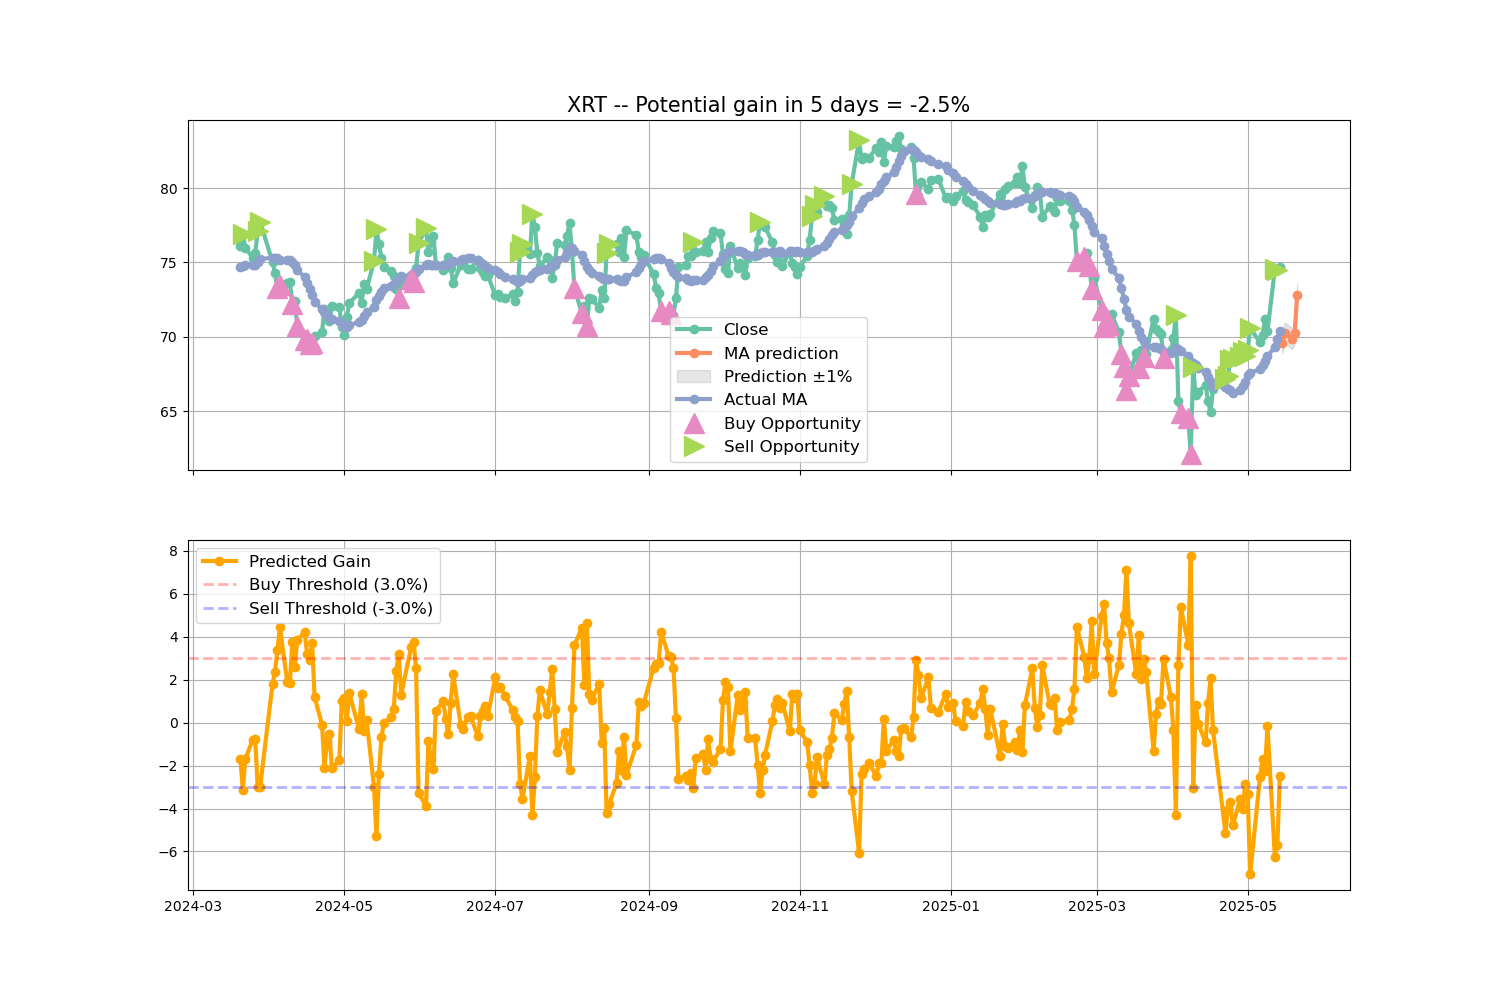 XRT -- Potential gain in 5 days = -2.5%
80
75
70
65
Close
MA prediction
Prediction ±1%
Actual MA
Buy Opportunity
Sell Opportunity
8
6
4
2
0
−2
−4
−6
Predicted Gain
Buy Threshold (3.0%)
Sell Threshold (-3.0%)
2024-03
2024-05
2024-07
2024-09
2024-11
2025-01
2025-03
2025-05